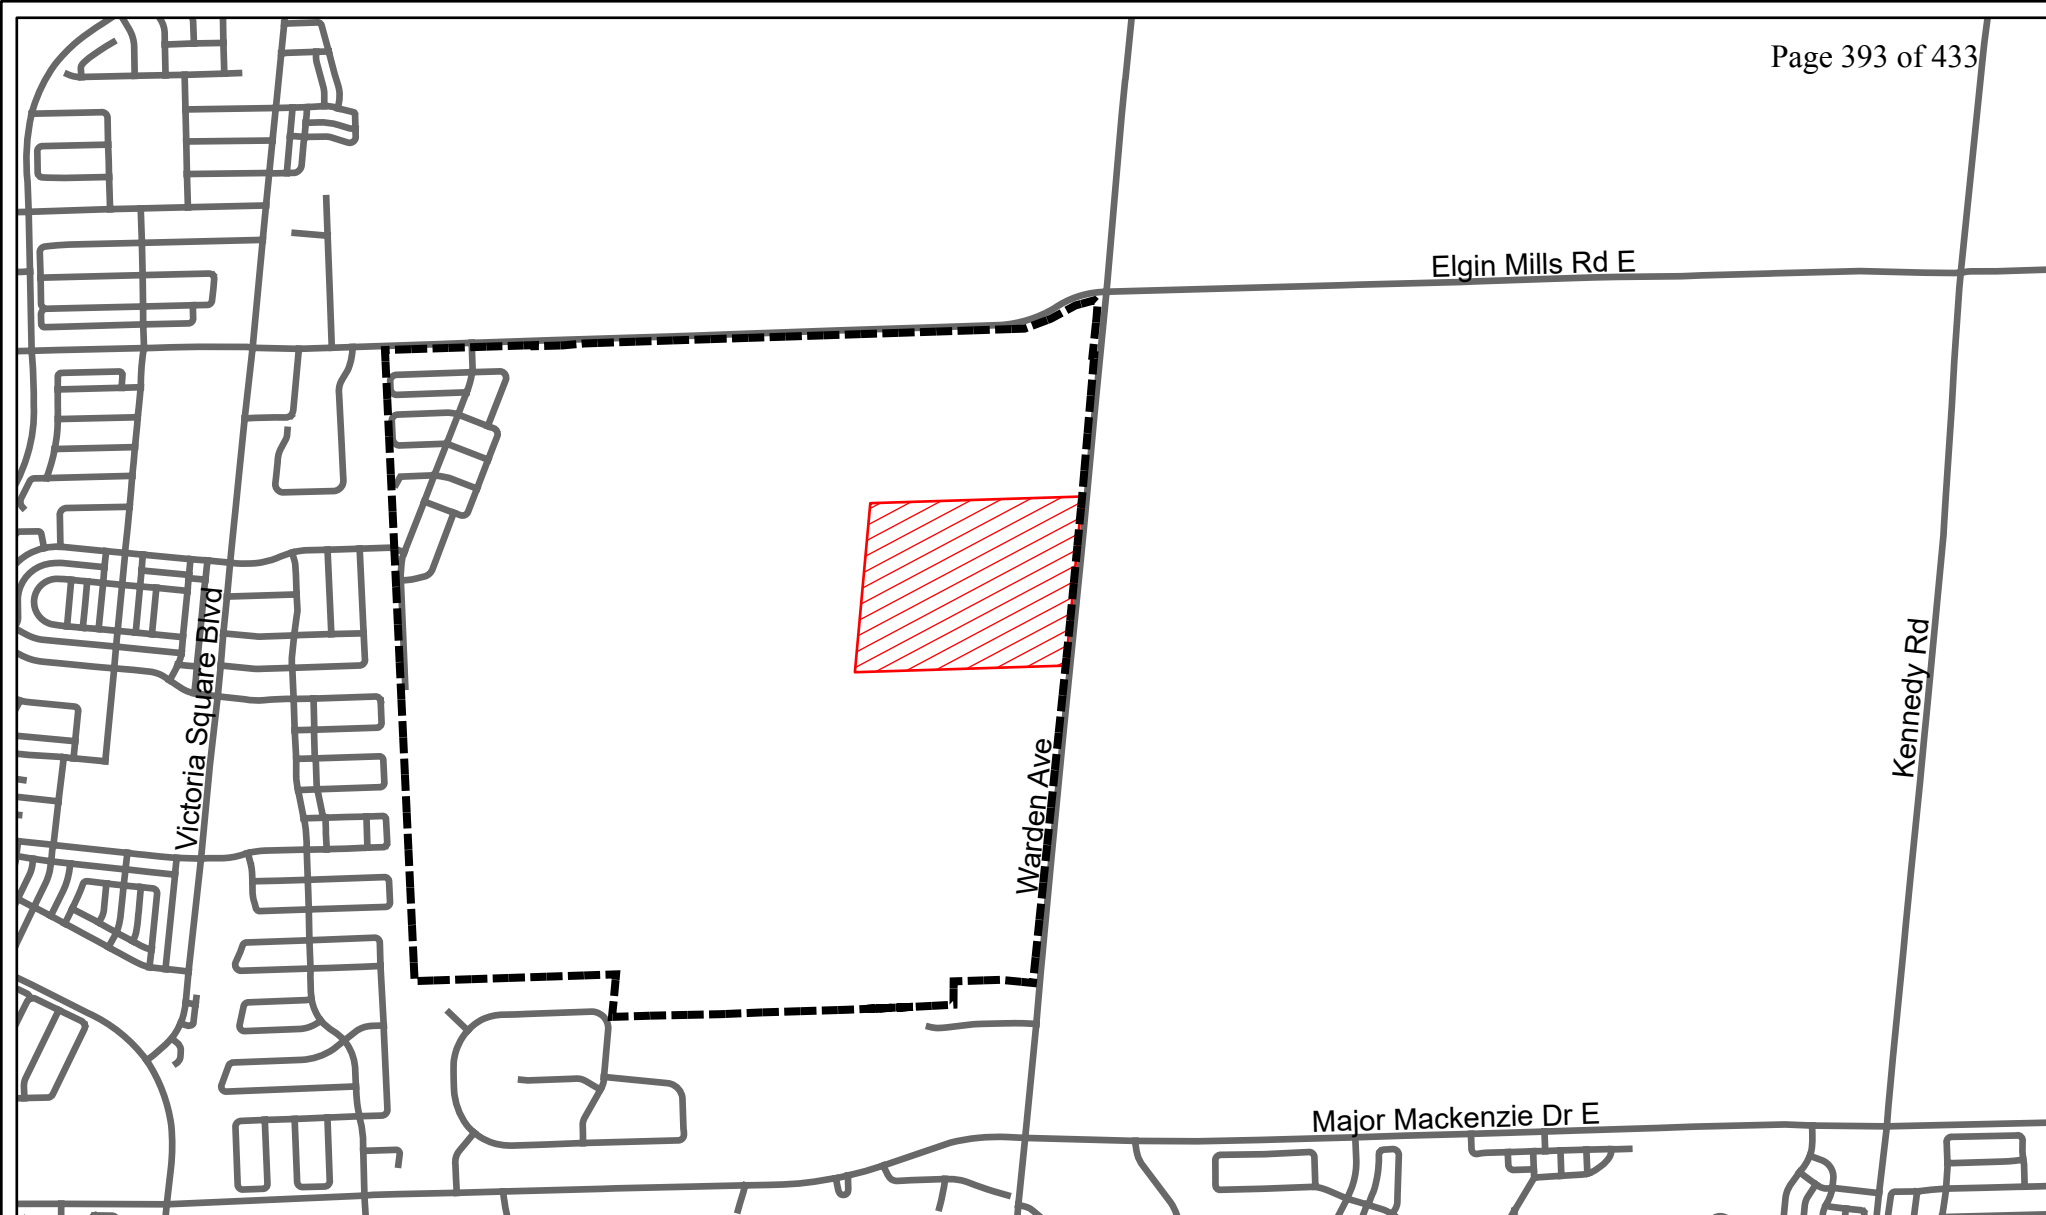 Page 393 of 433
Elgin Mills Rd E
Victoria Square Blvd
Warden Ave
Kennedy Rd
Major Mackenzie Dr E